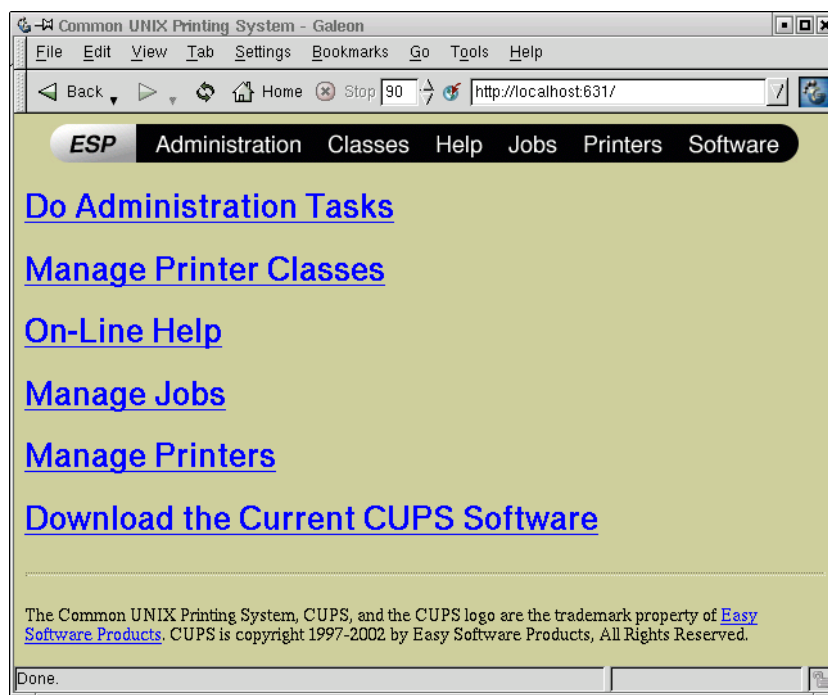 Common UNIX Printing System - Galeon
File Edit View Tab Settings Bookmarks Go Tools Help
Back Home Stop 90 http://localhost:631/
ESP Administration Classes Help Jobs Printers Software
Do Administration Tasks
Manage Printer Classes
On-Line Help
Manage Jobs
Manage Printers
Download the Current CUPS Software
The Common UNIX Printing System, CUPS, and the CUPS logo are the trademark property of Easy
Software Products. CUPS is copyright 1997-2002 by Easy Software Products, All Rights Reserved.
Done.